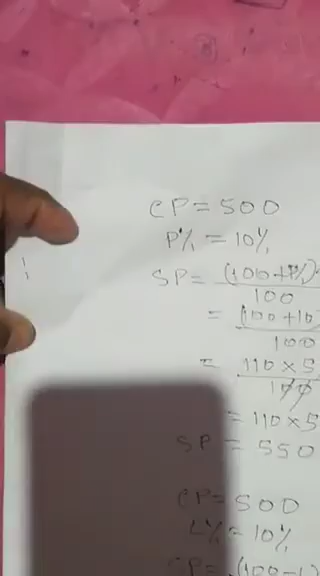 CP = 500
P% = 10%
SP = (100+P%)
100
= (100+10)
100
= 110 × 5
100
= 110 × 5
SP = 550
CP = 500
L% = 10%